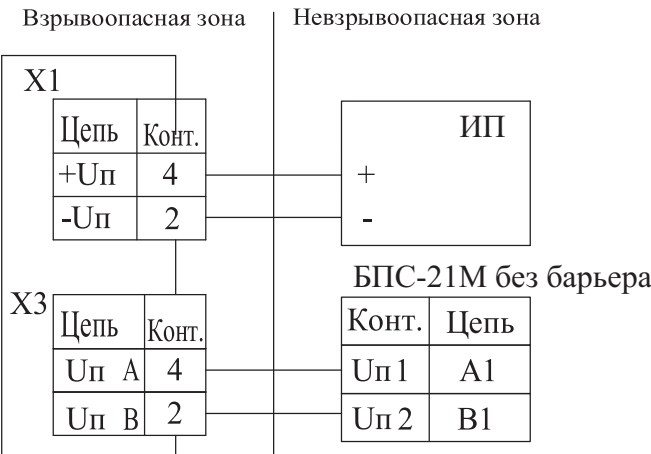 Взрывоопасная зона
Невзрывоопасная зона
X1
Цепь Конт.
+Uп 4
-Uп 2
ИП
+
-
БПС-21М без барьера
X3
Цепь Конт.
Uп A 4
Uп B 2
Конт. Цепь
Uп 1 A1
Uп 2 B1